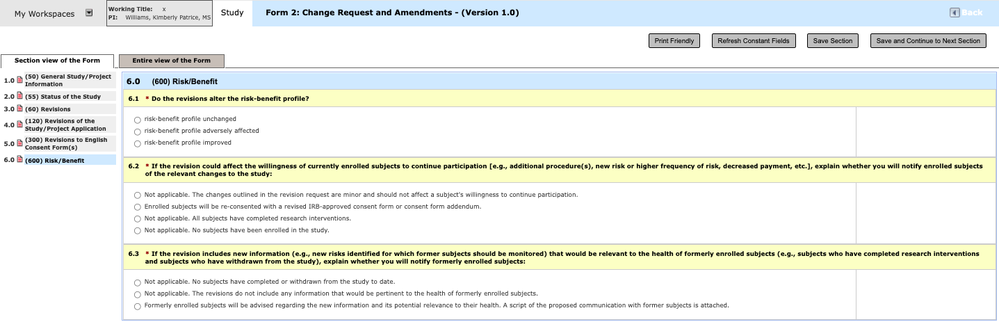 My Workspaces
Working Title: x
PI: Williams, Kimberly Patrice, MS
Study
Form 2: Change Request and Amendments - (Version 1.0)
Back
Print Friendly
Refresh Constant Fields
Save Section
Save and Continue to Next Section
Section view of the Form
Entire view of the Form
1.0 (50) General Study/Project
Information
2.0 (55) Status of the Study
3.0 (60) Revisions
4.0 (120) Revisions of the
Study/Project Application
5.0 (300) Revisions to English
Consent Form(s)
6.0 (600) Risk/Benefit
6.0 (600) Risk/Benefit
6.1 * Do the revisions alter the risk-benefit profile?
risk-benefit profile unchanged
risk-benefit profile adversely affected
risk-benefit profile improved
6.2 * If the revision could affect the willingness of currently enrolled subjects to continue participation [e.g., additional procedure(s), new risk or higher frequency of risk, decreased payment, etc.], explain whether you will notify enrolled subjects
of the relevant changes to the study:
Not applicable. The changes outlined in the revision request are minor and should not affect a subject's willingness to continue participation.
Enrolled subjects will be re-consented with a revised IRB-approved consent form or consent form addendum.
Not applicable. All subjects have completed research interventions.
Not applicable. No subjects have been enrolled in the study.
6.3 * If the revision includes new information (e.g., new risks identified for which former subjects should be monitored) that would be relevant to the health of formerly enrolled subjects (e.g., subjects who have completed research interventions
and subjects who have withdrawn from the study), explain whether you will notify formerly enrolled subjects:
Not applicable. No subjects have completed or withdrawn from the study to date.
Not applicable. The revisions do not include any information that would be pertinent to the health of formerly enrolled subjects.
Formerly enrolled subjects will be advised regarding the new information and its potential relevance to their health. A script of the proposed communication with former subjects is attached.